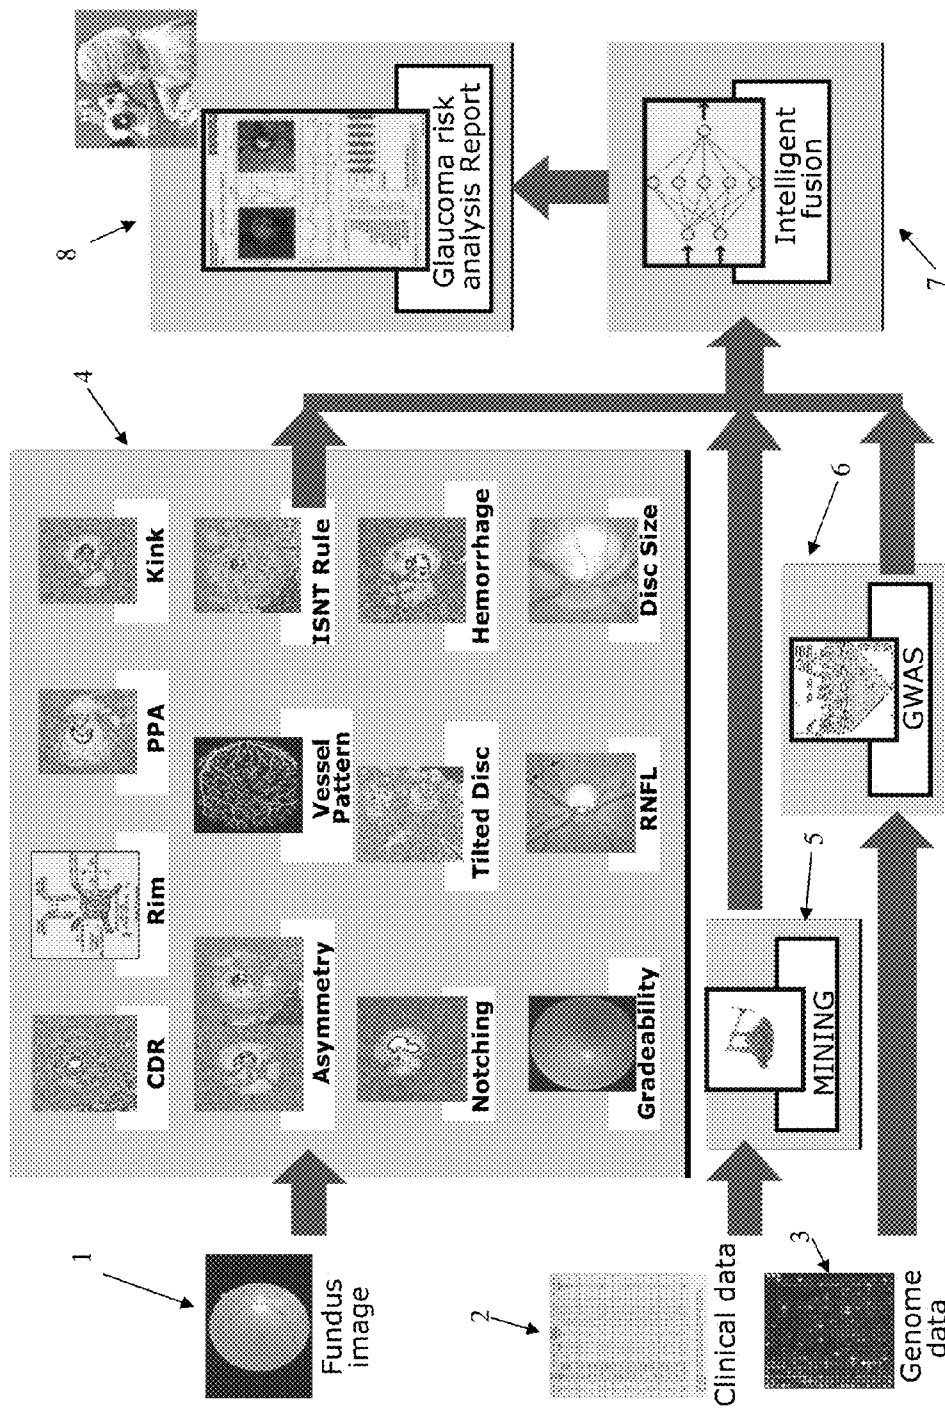 1
Fundus
image
2
Clinical data
3
Genome
data
4
CDR
Rim
PPA
Kink
Asymmetry
Vessel
Pattern
ISNT Rule
Notching
Tilted Disc
Hemorrhage
Gradeability
RNFL
Disc Size
5
MINING
6
GWAS
7
Intelligent
fusion
8
Glaucoma risk
analysis Report